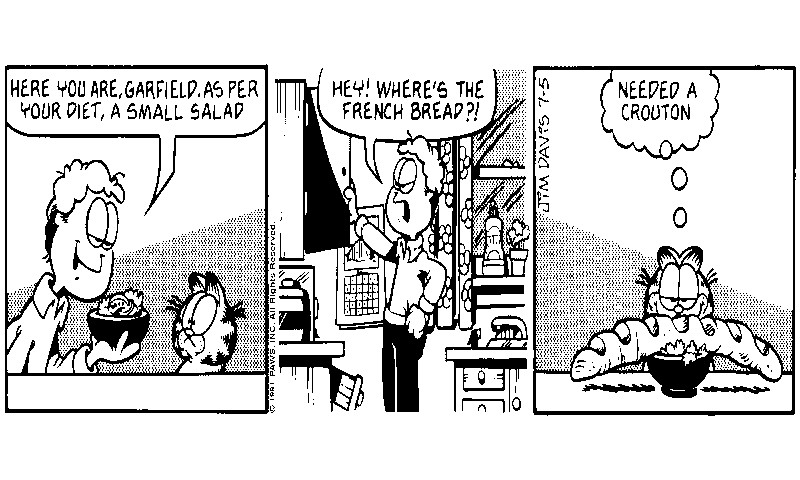 HERE YOU ARE, GARFIELD. AS PER
YOUR DIET, A SMALL SALAD
© 1991 PAWS, INC. All Rights Reserved.
HEY! WHERE'S THE
FRENCH BREAD?!
JIM DAVIS 7-5
NEEDED A
CROUTON